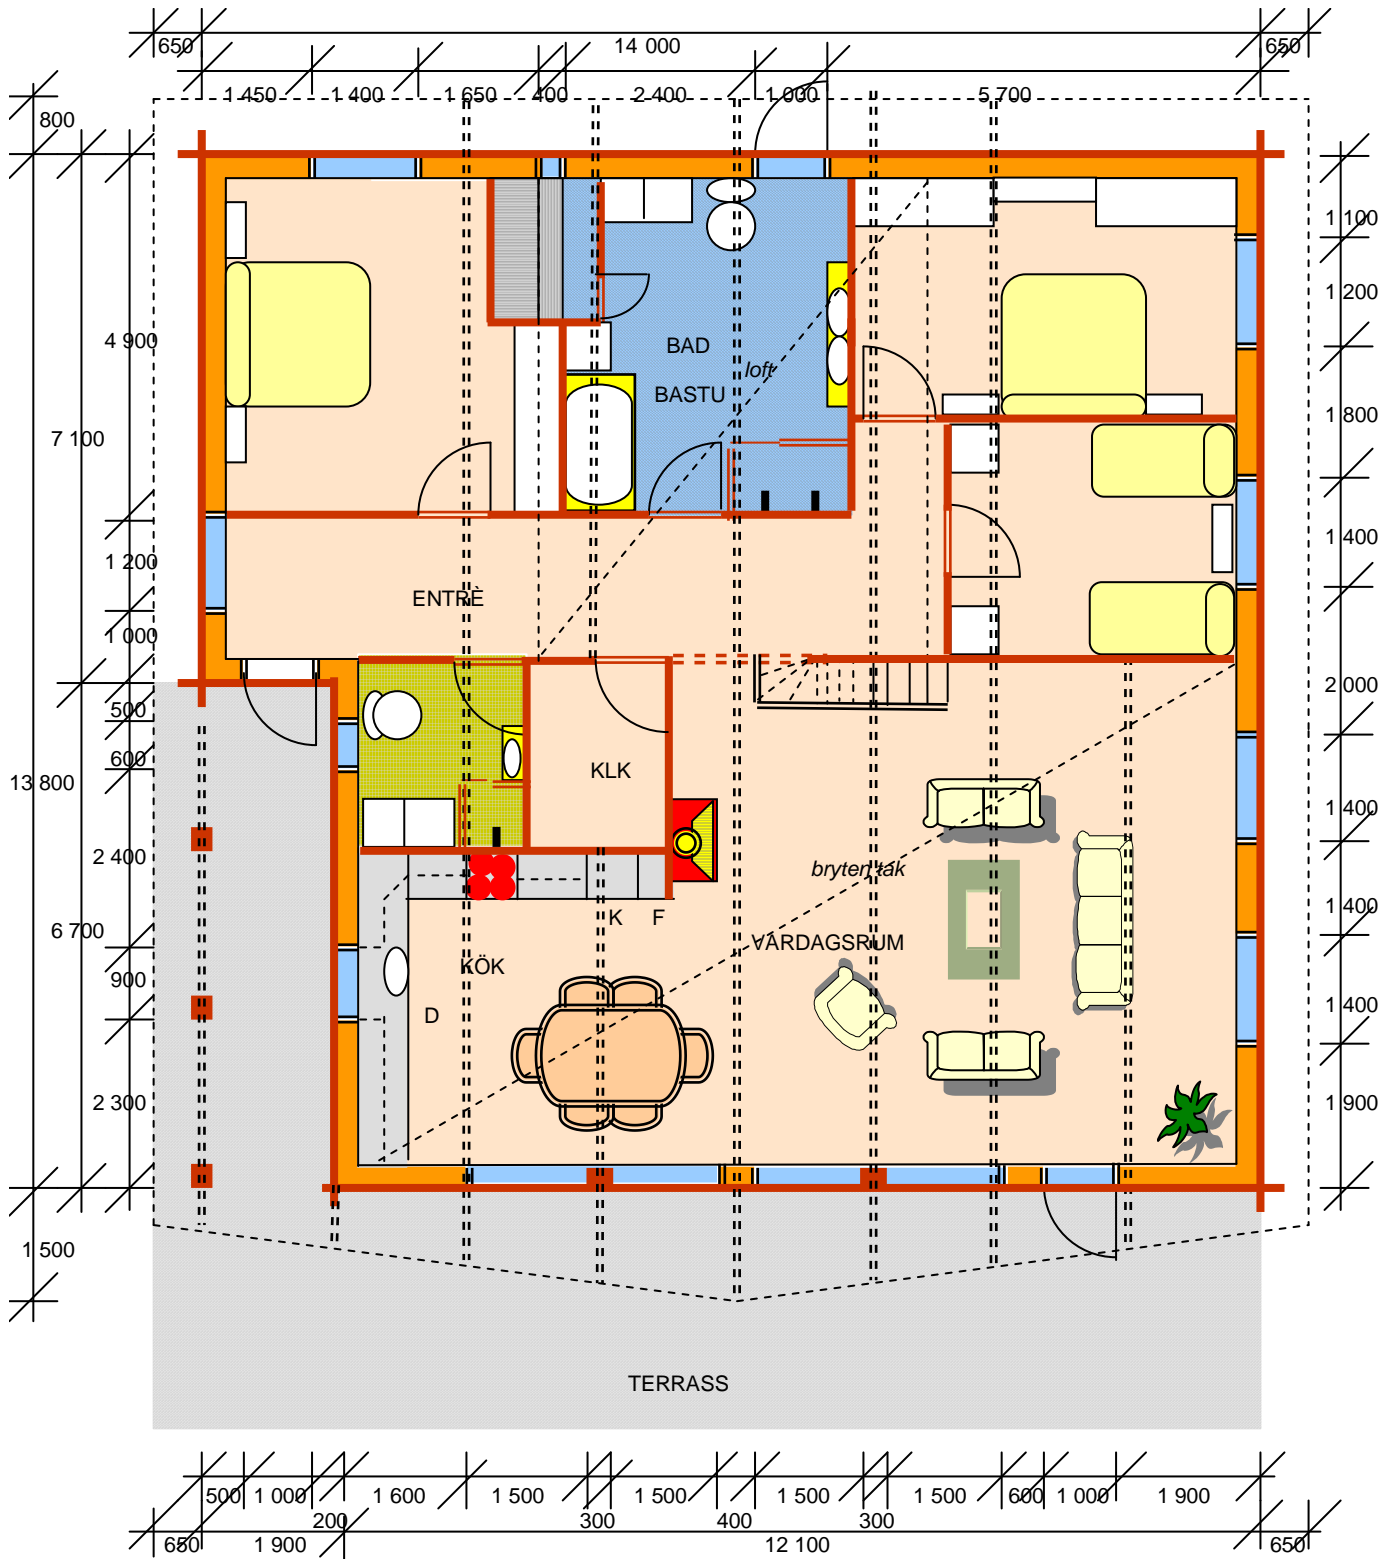 650 14 000 650
1 450 1 400 1 650 400 2 400 1 000 5 700
800
1 100
1 200
4 900
BAD
loft
BASTU
1 800
7 100
1 400
1 200
ENTRÈ
1 000
2 000
500
600
KLK
13 800
1 400
2 400
bryten tak
1 400
K F
6 700
VARDAGSRUM
KÖK
900
1 400
D
2 300
1 900
1 500
TERRASS
500 1 000 1 600 1 500 1 500 1 500 1 500 600 1 000 1 900
200 300 400 300
650 1 900 12 100 650